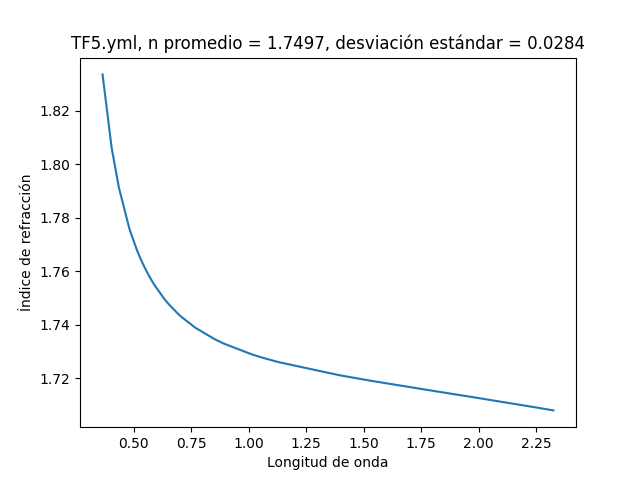 TF5.yml, n promedio = 1.7497, desviación estándar = 0.0284
1.82
1.80
1.78
1.76
1.74
1.72
Índice de refracción
0.50 0.75 1.00 1.25 1.50 1.75 2.00 2.25
Longitud de onda